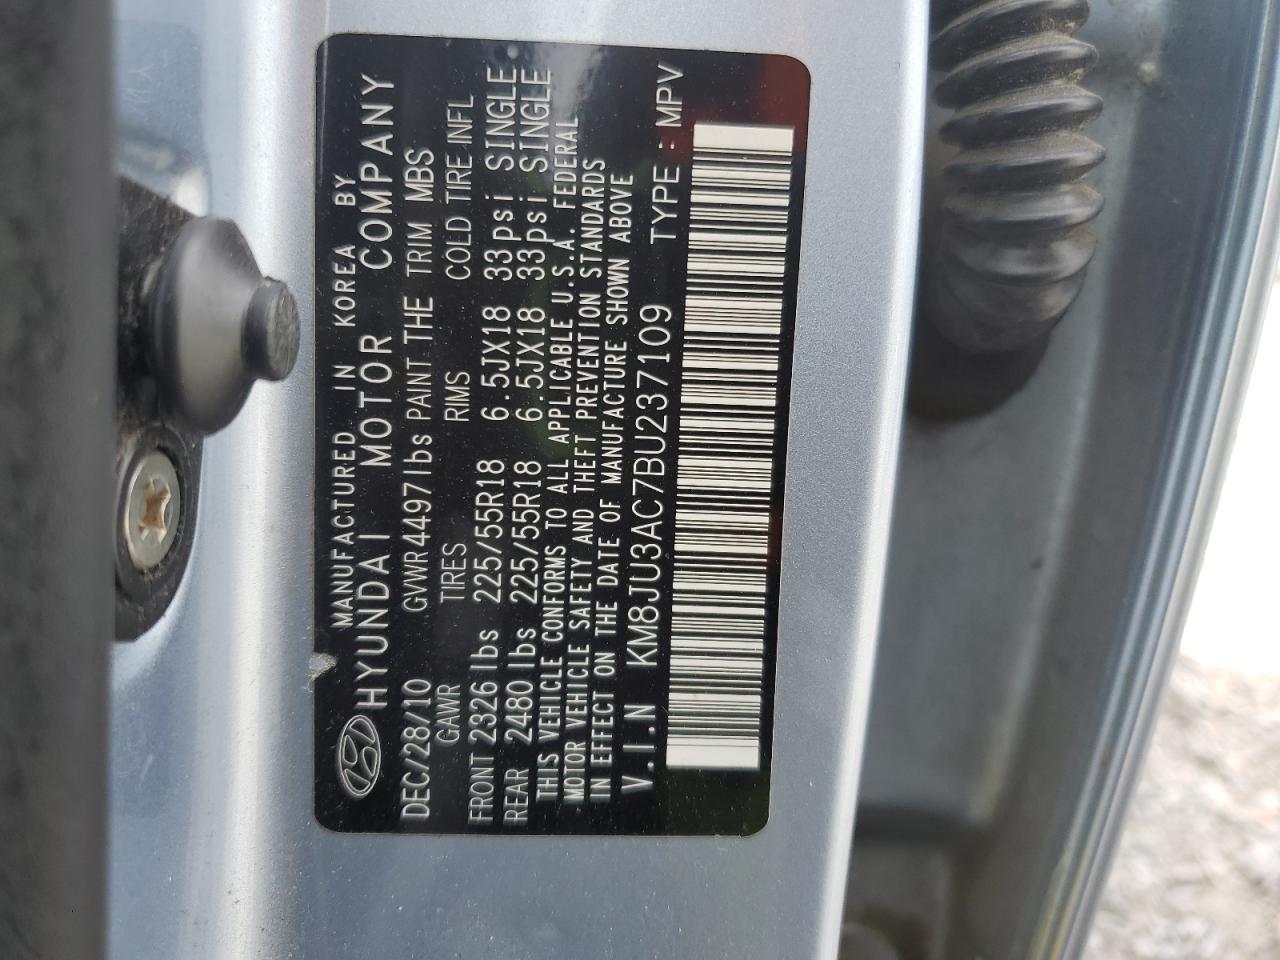 MANUFACTURED IN KOREA BY
HYUNDAI MOTOR COMPANY
DEC/28/10 GVWR 4497lbs PAINT THE TRIM MBS
GAWR TIRES RIMS COLD TIRE INFL
FRONT 2326 lbs 225/55R18 6.5JX18 33psi SINGLE
REAR 2480 lbs 225/55R18 6.5JX18 33psi SINGLE
THIS VEHICLE CONFORMS TO ALL APPLICABLE U.S.A. FEDERAL
MOTOR VEHICLE SAFETY AND THEFT PREVENTION STANDARDS
IN EFFECT ON THE DATE OF MANUFACTURE SHOWN ABOVE
V.I.N KM8JU3AC7BU237109 TYPE : MPV